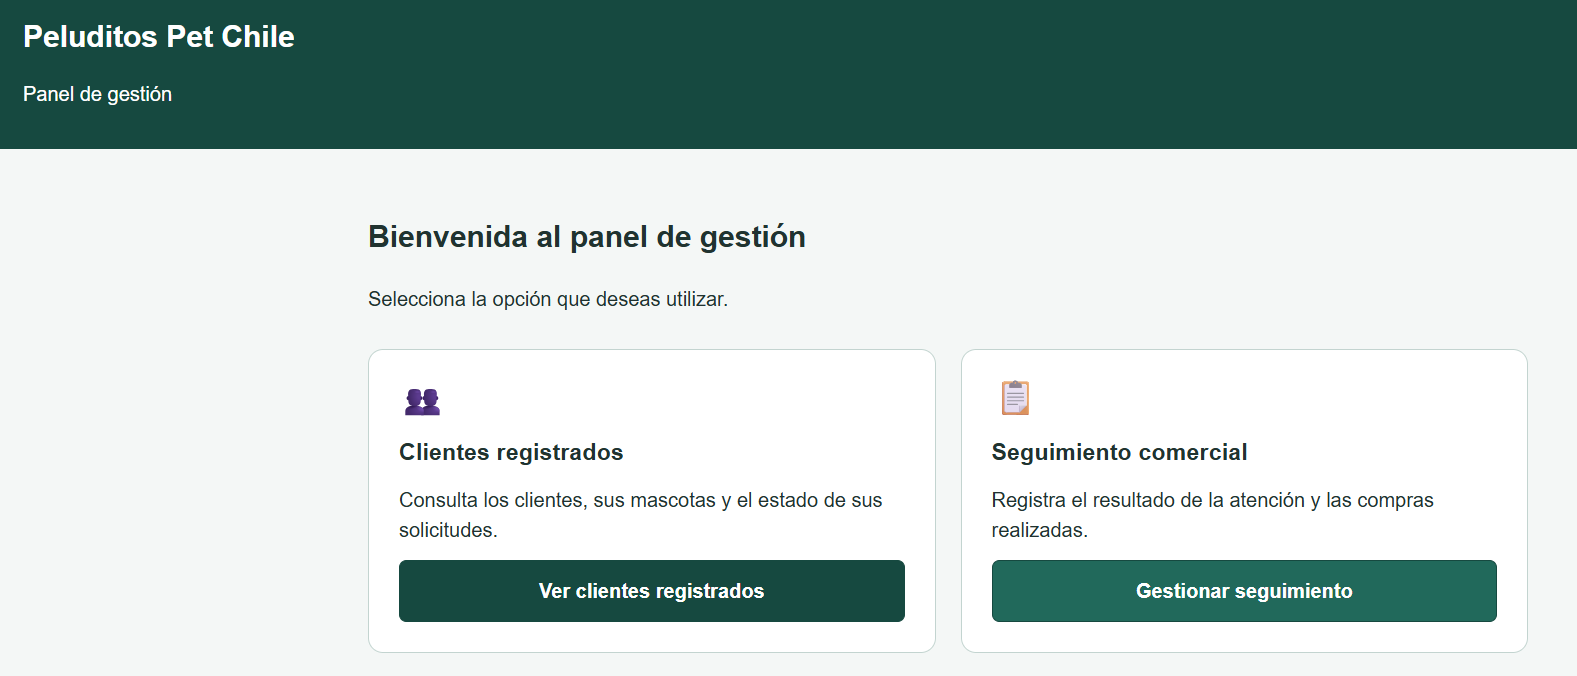 Peluditos Pet Chile
Panel de gestión
Bienvenida al panel de gestión
Selecciona la opción que deseas utilizar.
Clientes registrados
Consulta los clientes, sus mascotas y el estado de sus
solicitudes.
Ver clientes registrados
Seguimiento comercial
Registra el resultado de la atención y las compras
realizadas.
Gestionar seguimiento